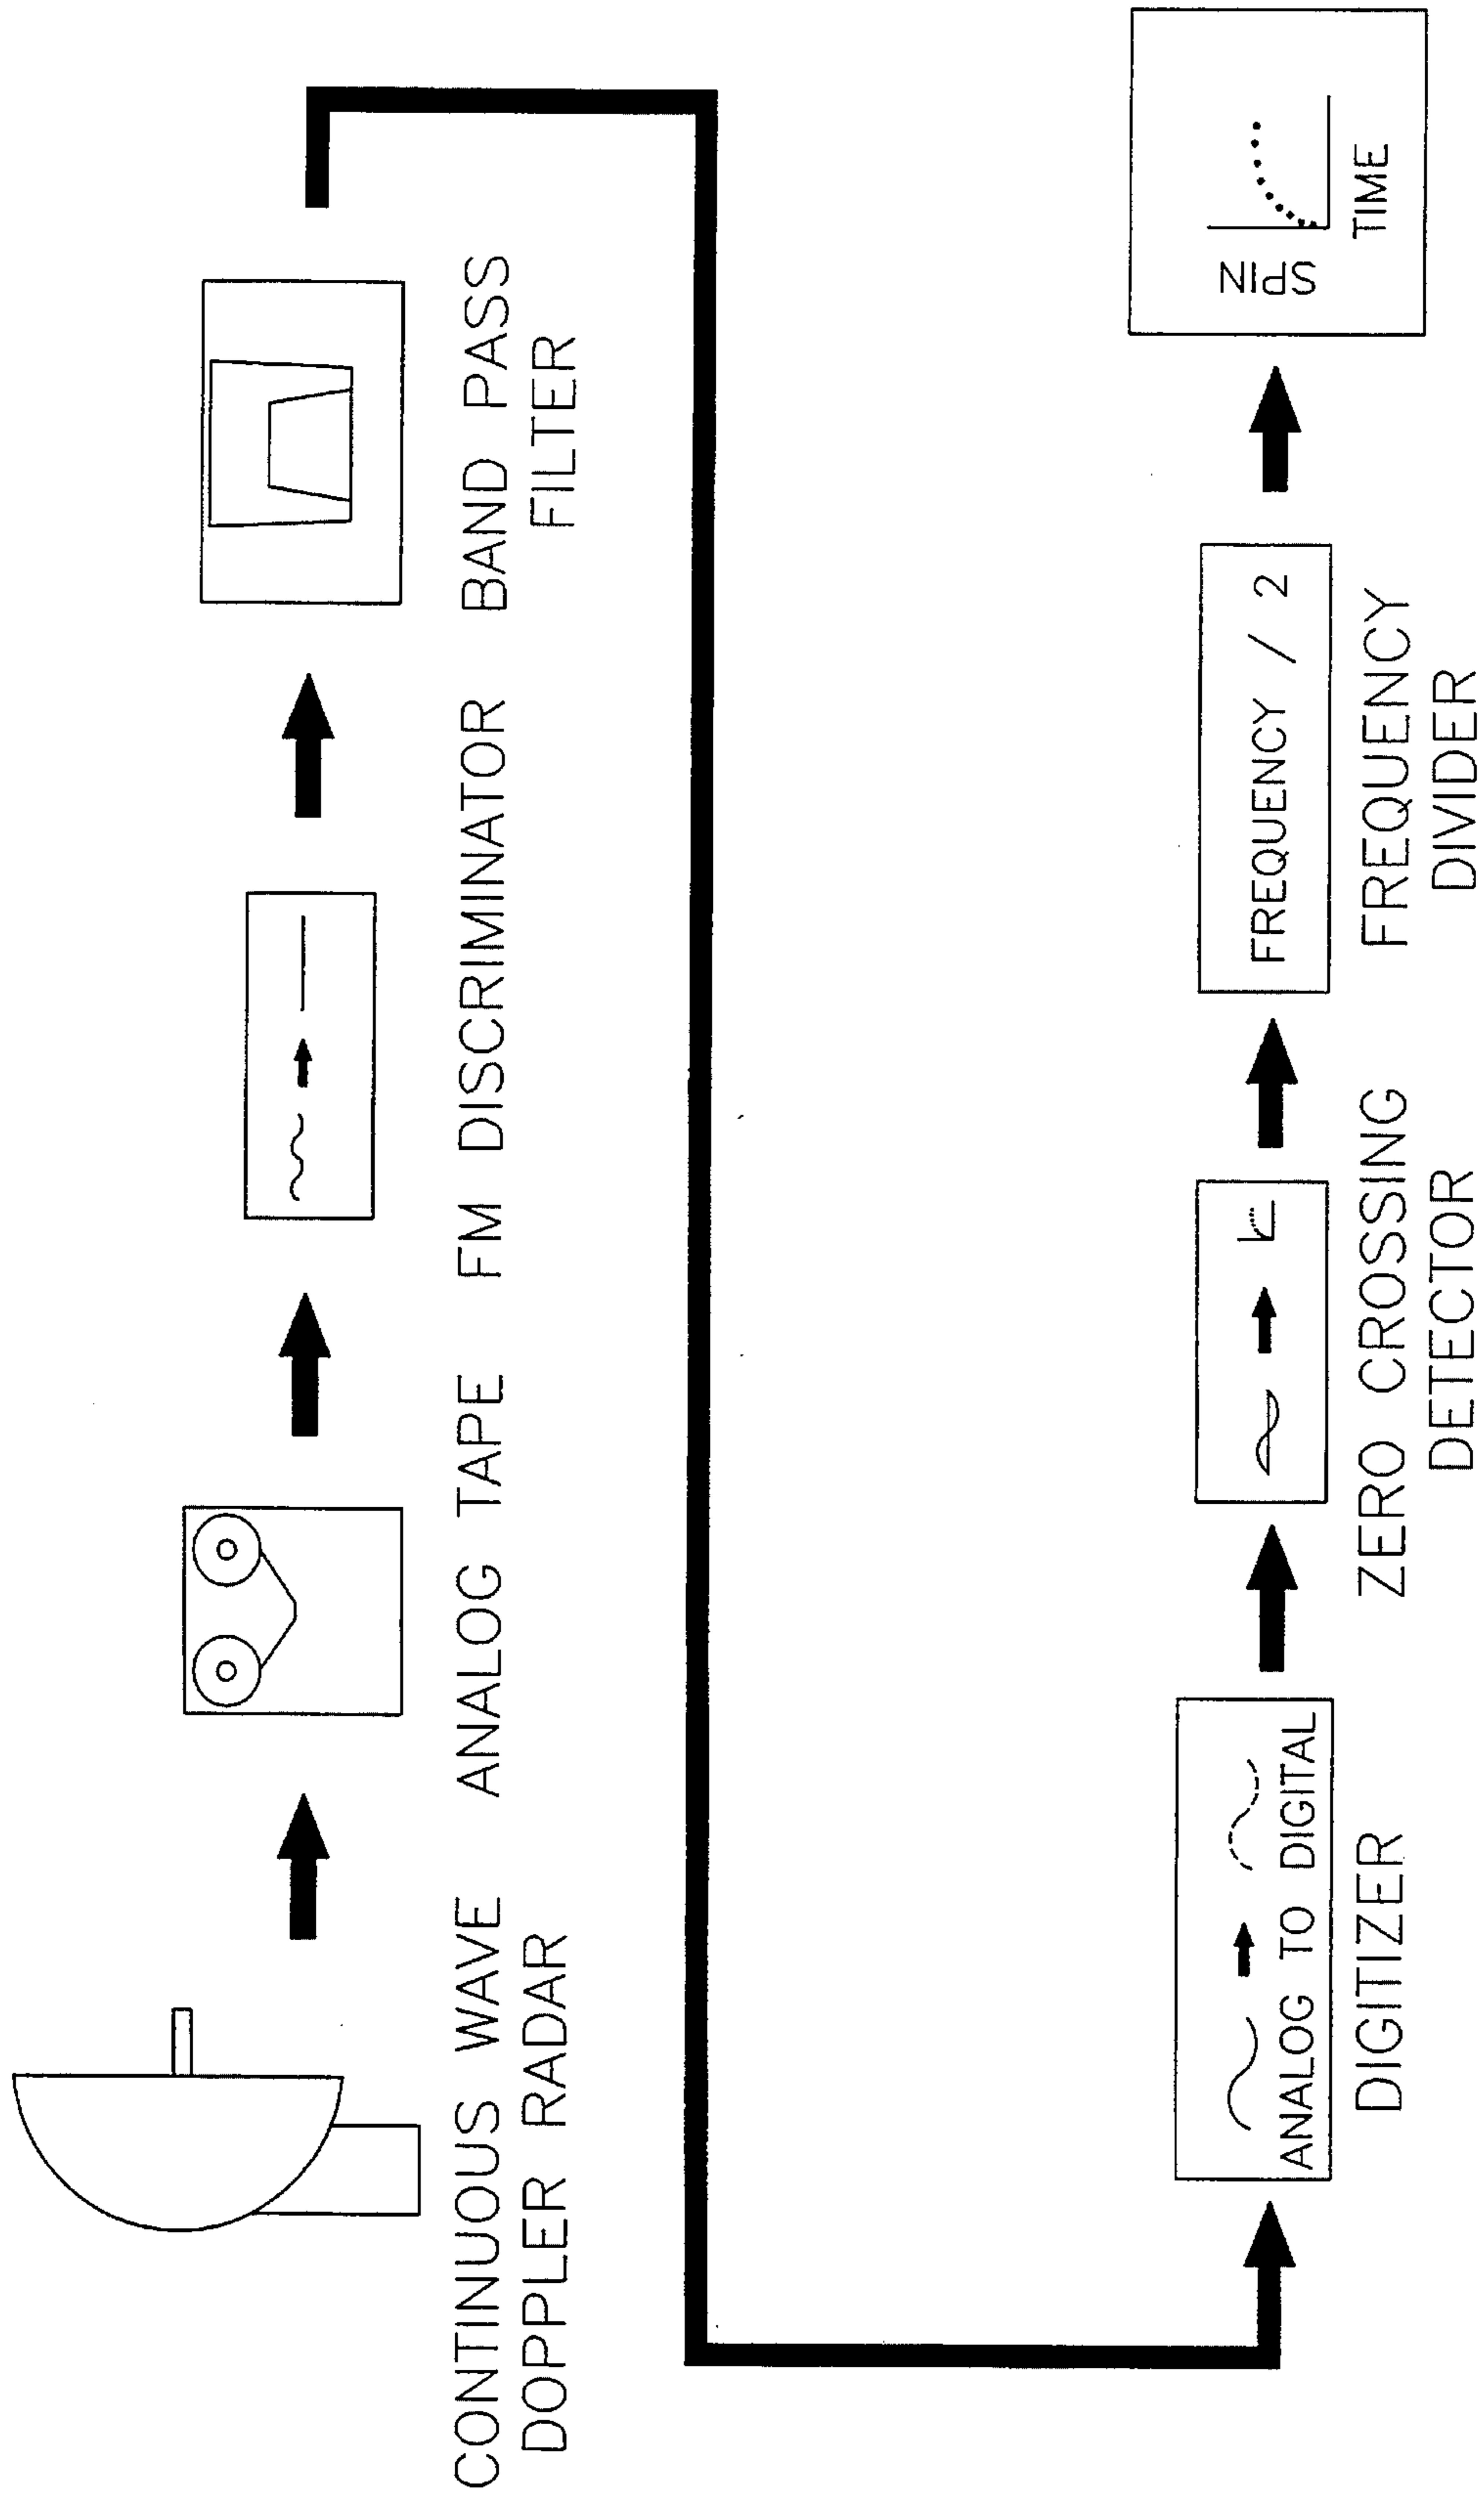 CONTINUOUS WAVE
DOPPLER RADAR
ANALOG TAPE
FM DISCRIMINATOR
BAND PASS
FILTER
ANALOG TO DIGITAL
DIGITIZER
ZERO CROSSING
DETECTOR
FREQUENCY / 2
FREQUENCY
DIVIDER
SPIN
TIME